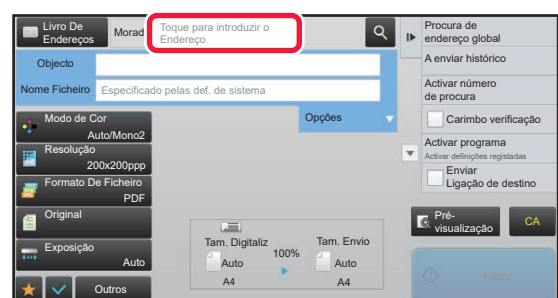 Livro De
Endereços
Morad
Toque para introduzir o
Endereço
Objecto
Nome Ficheiro
Especificado pelas def. de sistema
Opções
Modo de Cor
Auto/Mono2
Resolução
200x200ppp
Formato De Ficheiro
PDF
Original
Exposição
Auto
Outros
Tam. Digitaliz
100%
Tam. Envio
Auto
Auto
A4
A4
Procura de
endereço global
A enviar histórico
Activar número
de procura
Carimbo verificação
Activar programa
Activar definições registadas
Enviar
Ligação de destino
Pré-
visualização
CA
Iniciar